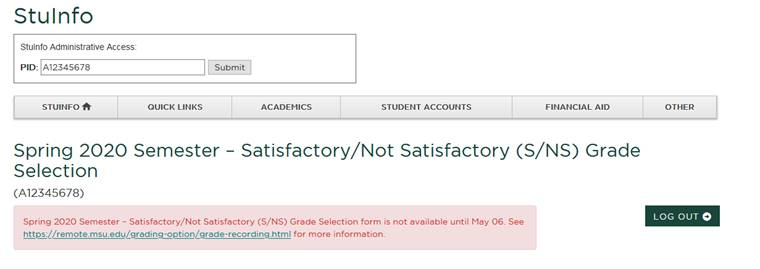 StuInfo
StuInfo Administrative Access:
PID: A12345678 Submit
STUINFO QUICK LINKS ACADEMICS STUDENT ACCOUNTS FINANCIAL AID OTHER
Spring 2020 Semester – Satisfactory/Not Satisfactory (S/NS) Grade
Selection
(A12345678)
Spring 2020 Semester – Satisfactory/Not Satisfactory (S/NS) Grade Selection form is not available until May 06. See
https://remote.msu.edu/grading-option/grade-recording.html for more information.
LOG OUT